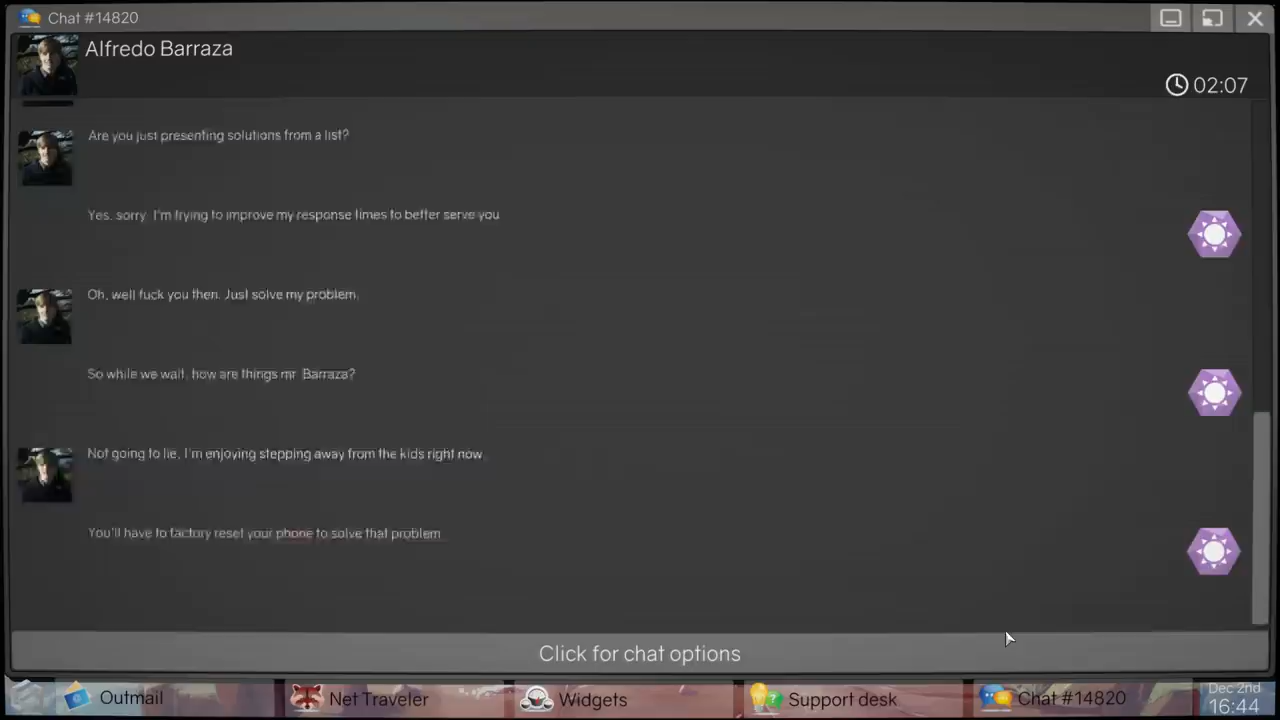 Chat #14820
Alfredo Barraza
02:07
Are you just presenting solutions from a list?
Yes, sorry. I'm trying to improve my response times to better serve you
Oh, well fuck you then. Just solve my problem.
So while we wait, how are things mr. Barraza?
Not going to lie, I'm enjoying stepping away from the kids right now.
You'll have to factory reset your phone to solve that problem
Click for chat options
Outmail
Net Traveler
Widgets
Support desk
Chat #14820
Dec 2nd
16:44